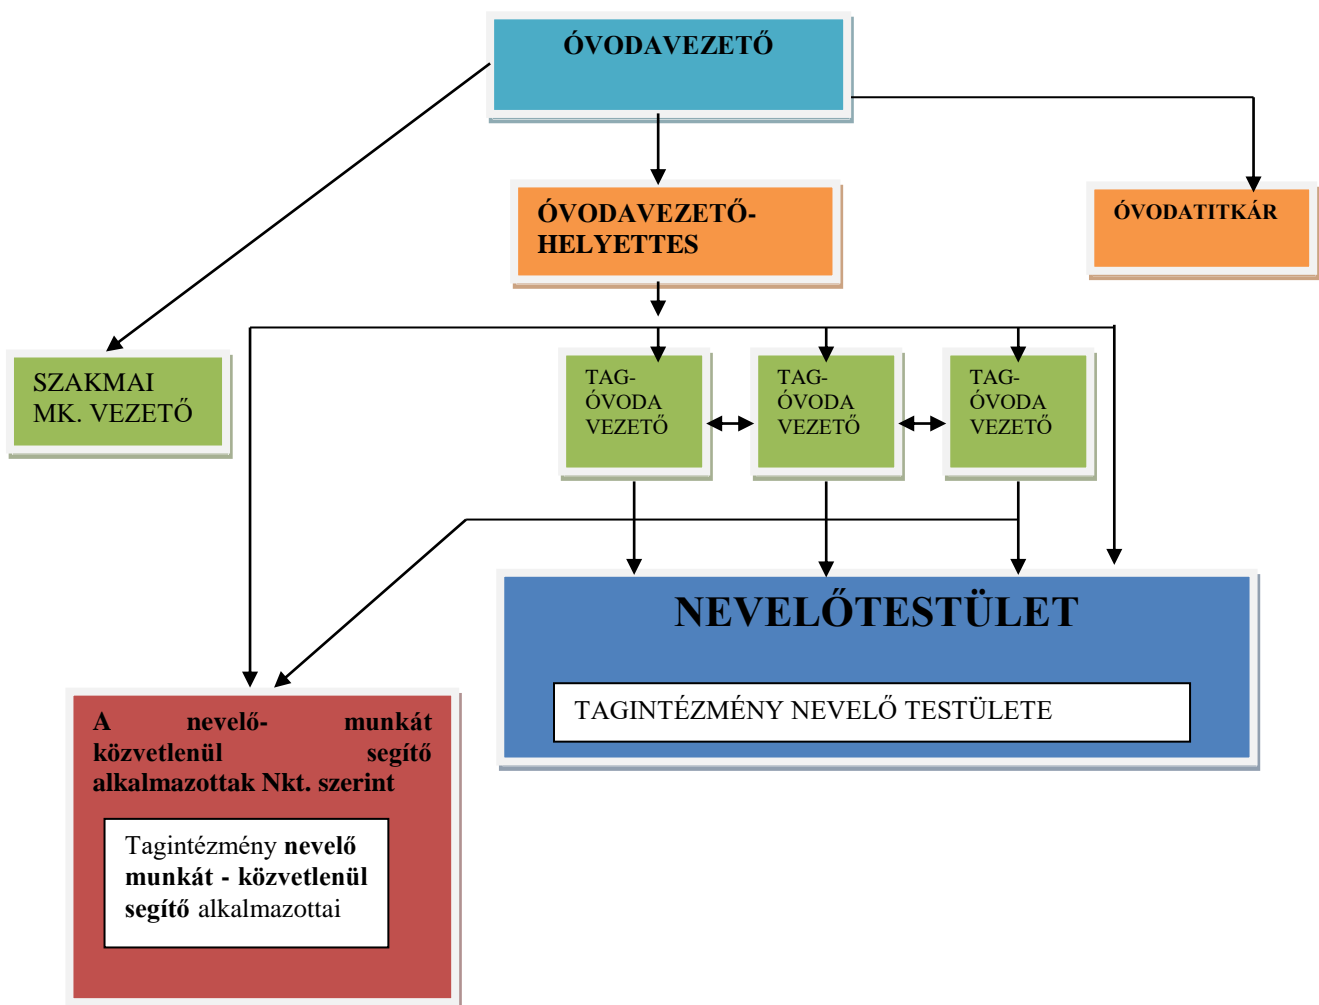 ÓVODAVEZETŐ
ÓVODAVEZETŐ-
HELYETTES
ÓVODATITKÁR
SZAKMAI
MK. VEZETŐ
TAG-
ÓVODA
VEZETŐ
TAG-
ÓVODA
VEZETŐ
TAG-
ÓVODA
VEZETŐ
NEVELŐTESTÜLET
TAGINTÉZMÉNY NEVELŐ TESTÜLETE
A nevelő- munkát
közvetlenül segítő
alkalmazottak Nkt. szerint
Tagintézmény nevelő
munkát - közvetlenül
segítő alkalmazottai